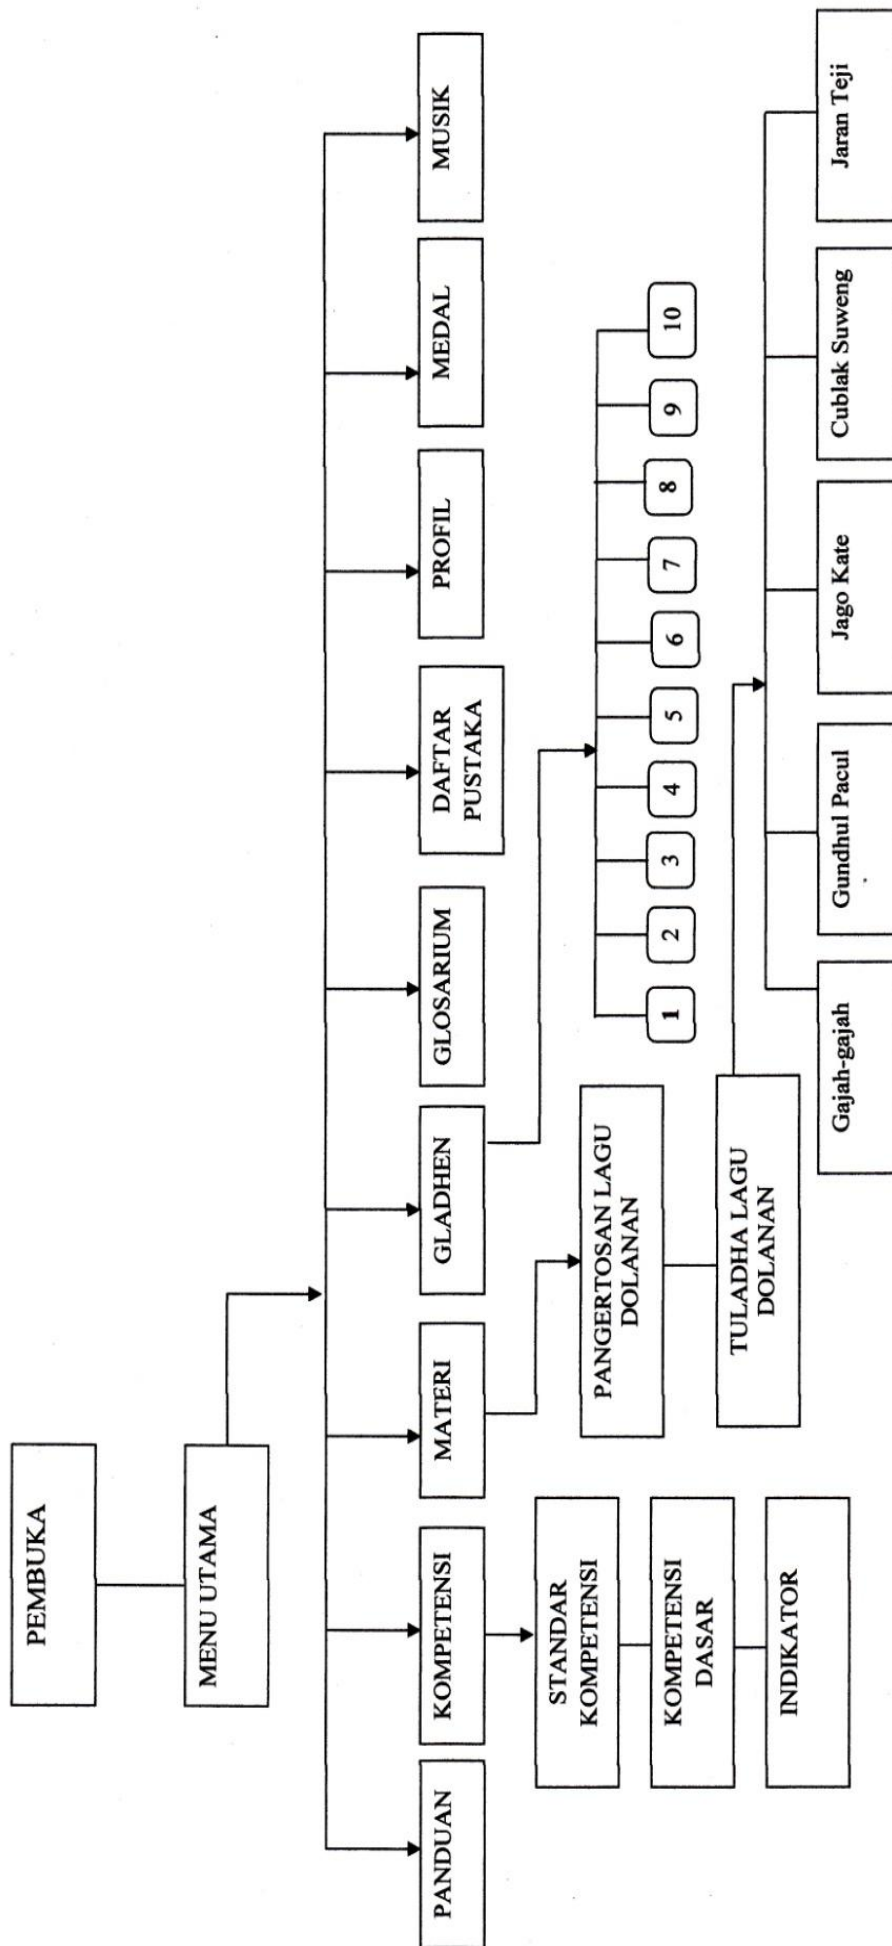 PEMBUKA
MENU UTAMA
PANDUAN
KOMPETENSI
MATERI
GLADHEN
GLOSARIUM
DAFTAR
PUSTAKA
PROFIL
MEDAL
MUSIK
STANDAR
KOMPETENSI
KOMPETENSI
DASAR
INDIKATOR
PANGERTOSAN LAGU
DOLANAN
TULADHA LAGU
DOLANAN
1
2
3
4
5
6
7
8
9
10
Gajah-gajah
Gundhul Pacul
Jago Kate
Cublak Suweng
Jaran Teji